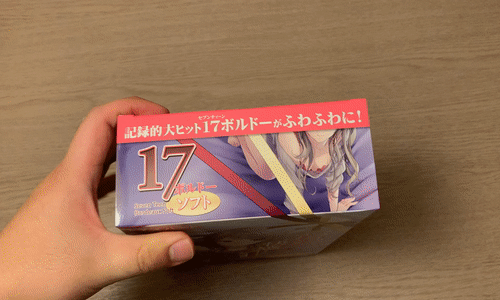 セブンティーン
記録的大ヒット17ボルドーがふわふわに!
17
ボルドー
ソフト